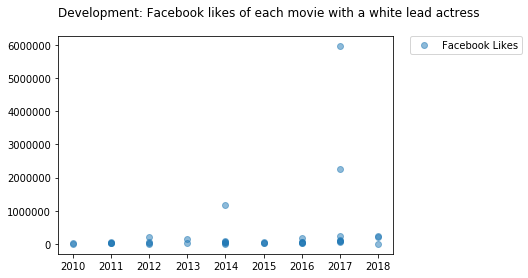 Development: Facebook likes of each movie with a white lead actress
Facebook Likes
6000000
5000000
4000000
3000000
2000000
1000000
0
2010 2011 2012 2013 2014 2015 2016 2017 2018